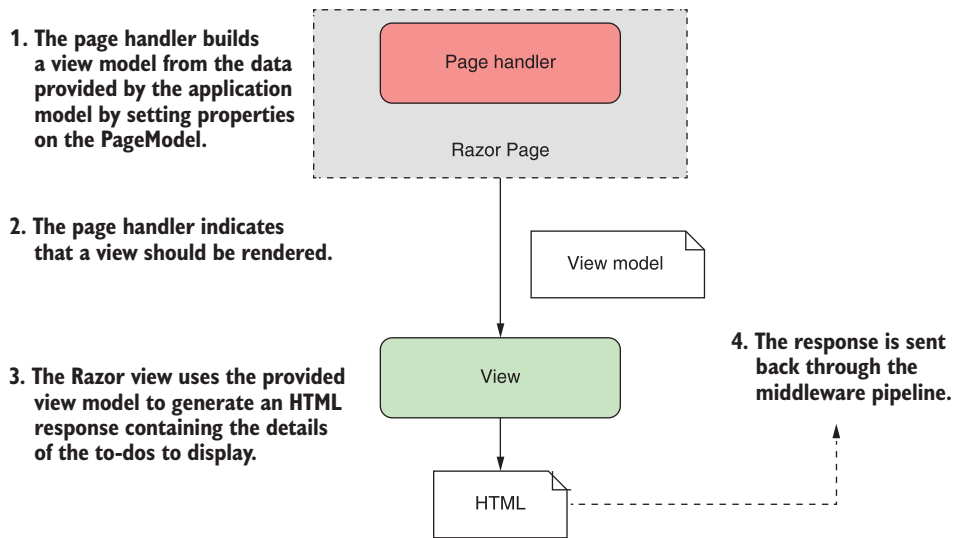 1. The page handler builds
a view model from the data
provided by the application
model by setting properties
on the PageModel.
Page handler
Razor Page
2. The page handler indicates
that a view should be rendered.
View model
3. The Razor view uses the provided
view model to generate an HTML
response containing the details
of the to-dos to display.
View
4. The response is sent
back through the
middleware pipeline.
HTML